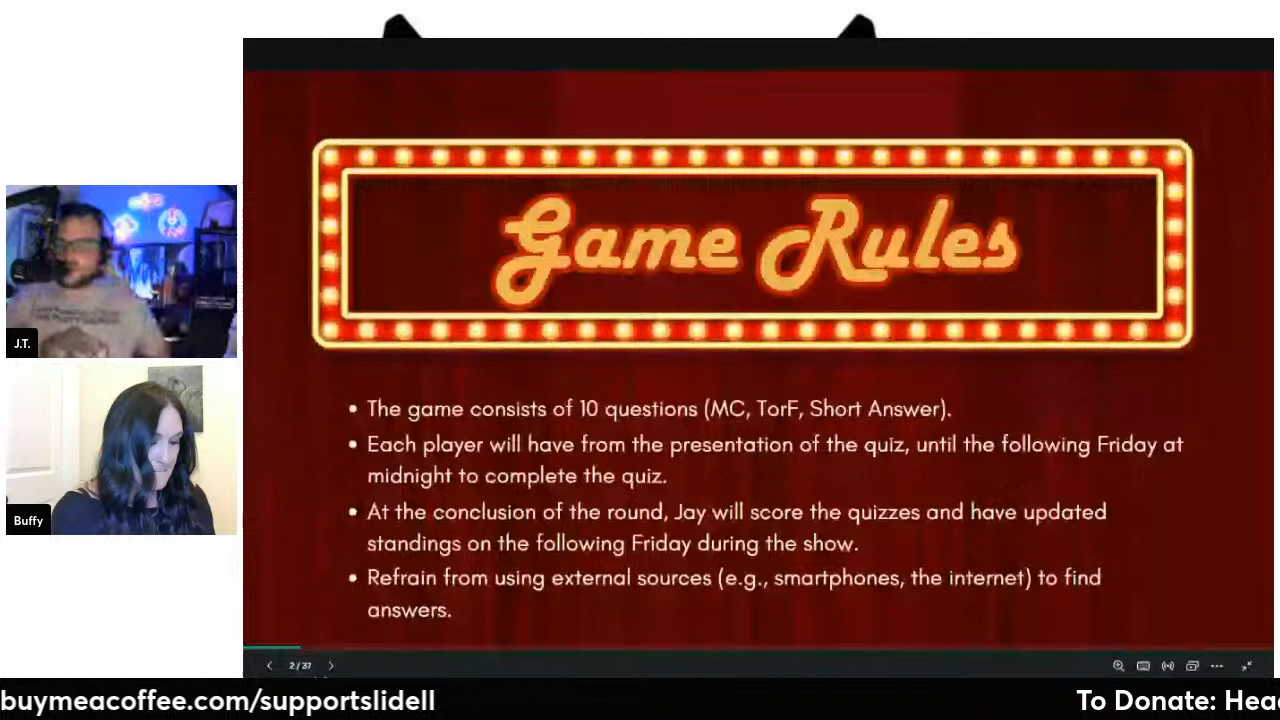 Game Rules
• The game consists of 10 questions (MC, TorF, Short Answer).
• Each player will have from the presentation of the quiz, until the following Friday at
midnight to complete the quiz.
• At the conclusion of the round, Jay will score the quizzes and have updated
standings on the following Friday during the show.
• Refrain from using external sources (e.g., smartphones, the internet) to find
answers.
J.T.
Buffy
2 / 37
buymeacoffee.com/supportslidell
To Donate: Hea